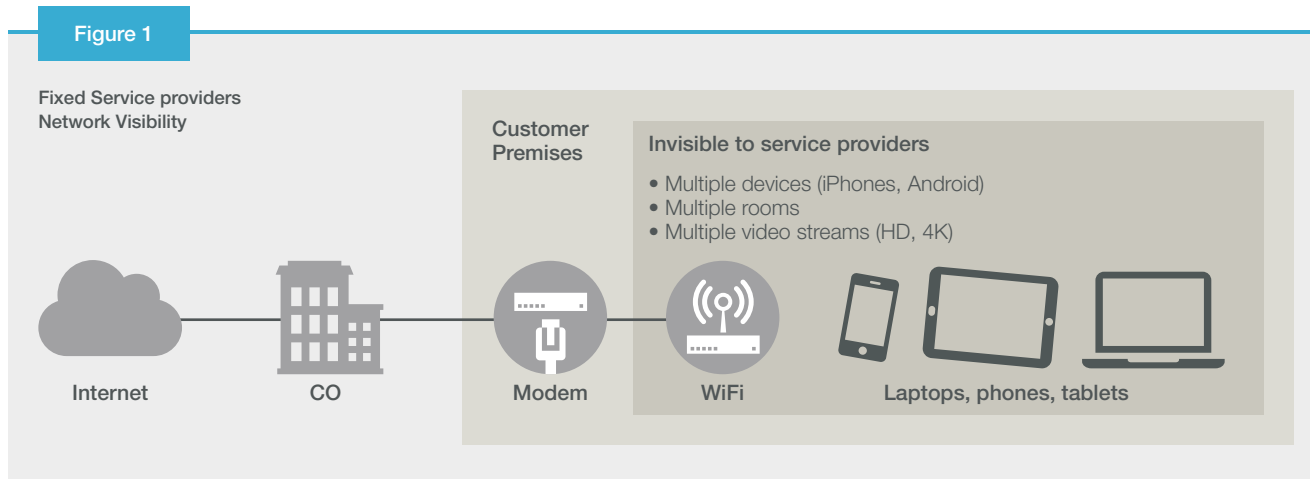 Figure 1
Fixed Service providers
Network Visibility
Customer
Premises
Invisible to service providers
• Multiple devices (iPhones, Android)
• Multiple rooms
• Multiple video streams (HD, 4K)
Internet
CO
Modem
WiFi
Laptops, phones, tablets